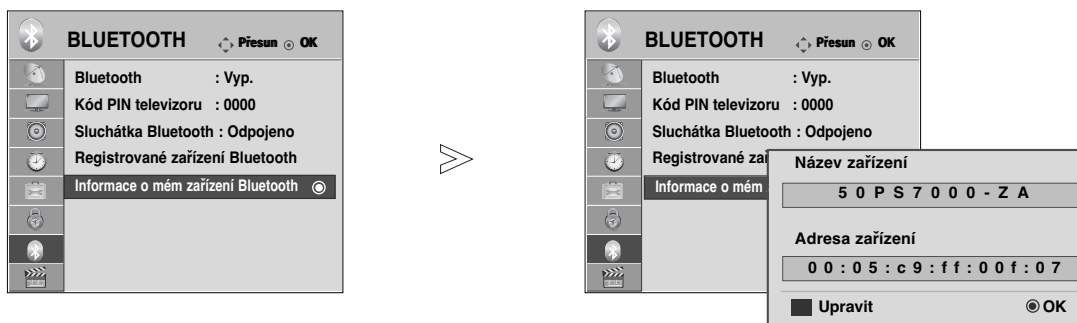 BLUETOOTH Přesun OK
Bluetooth : Vyp.
Kód PIN televizoru : 0000
Sluchátka Bluetooth : Odpojeno
Registrované zařízení Bluetooth
Informace o mém zařízení Bluetooth
BLUETOOTH Přesun OK
Bluetooth : Vyp.
Kód PIN televizoru : 0000
Sluchátka Bluetooth : Odpojeno
Registrované zař
Informace o mém
Název zařízení
50PS7000-ZA
Adresa zařízení
00:05:c9:ff:00f:07
Upravit OK